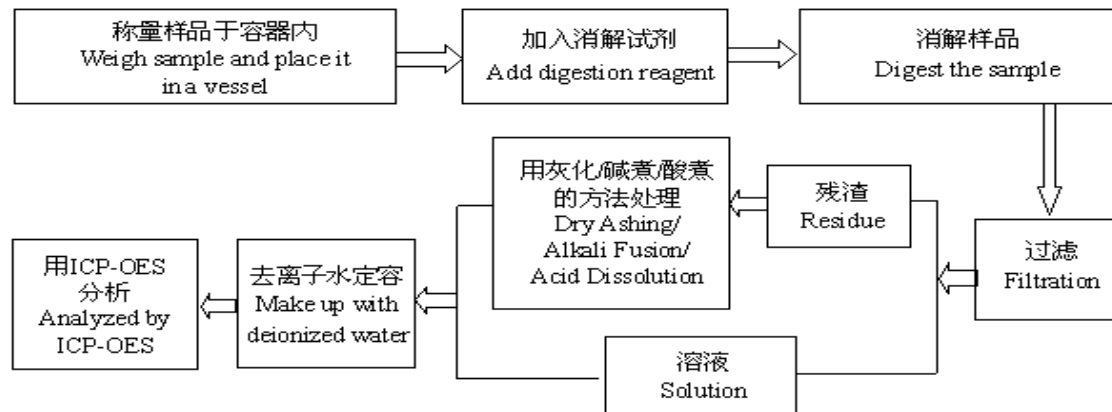 称量样品于容器内
Weigh sample and place it
in a vessel
加入消解试剂
Add digestion reagent
消解样品
Digest the sample
过滤
Filtration
残渣
Residue
用灰化/碱煮/酸煮
的方法处理
Dry Ashing/
Alkali Fusion/
Acid Dissolution
溶液
Solution
去离子水定容
Make up with
deionized water
用ICP-OES
分析
Analyzed by
ICP-OES